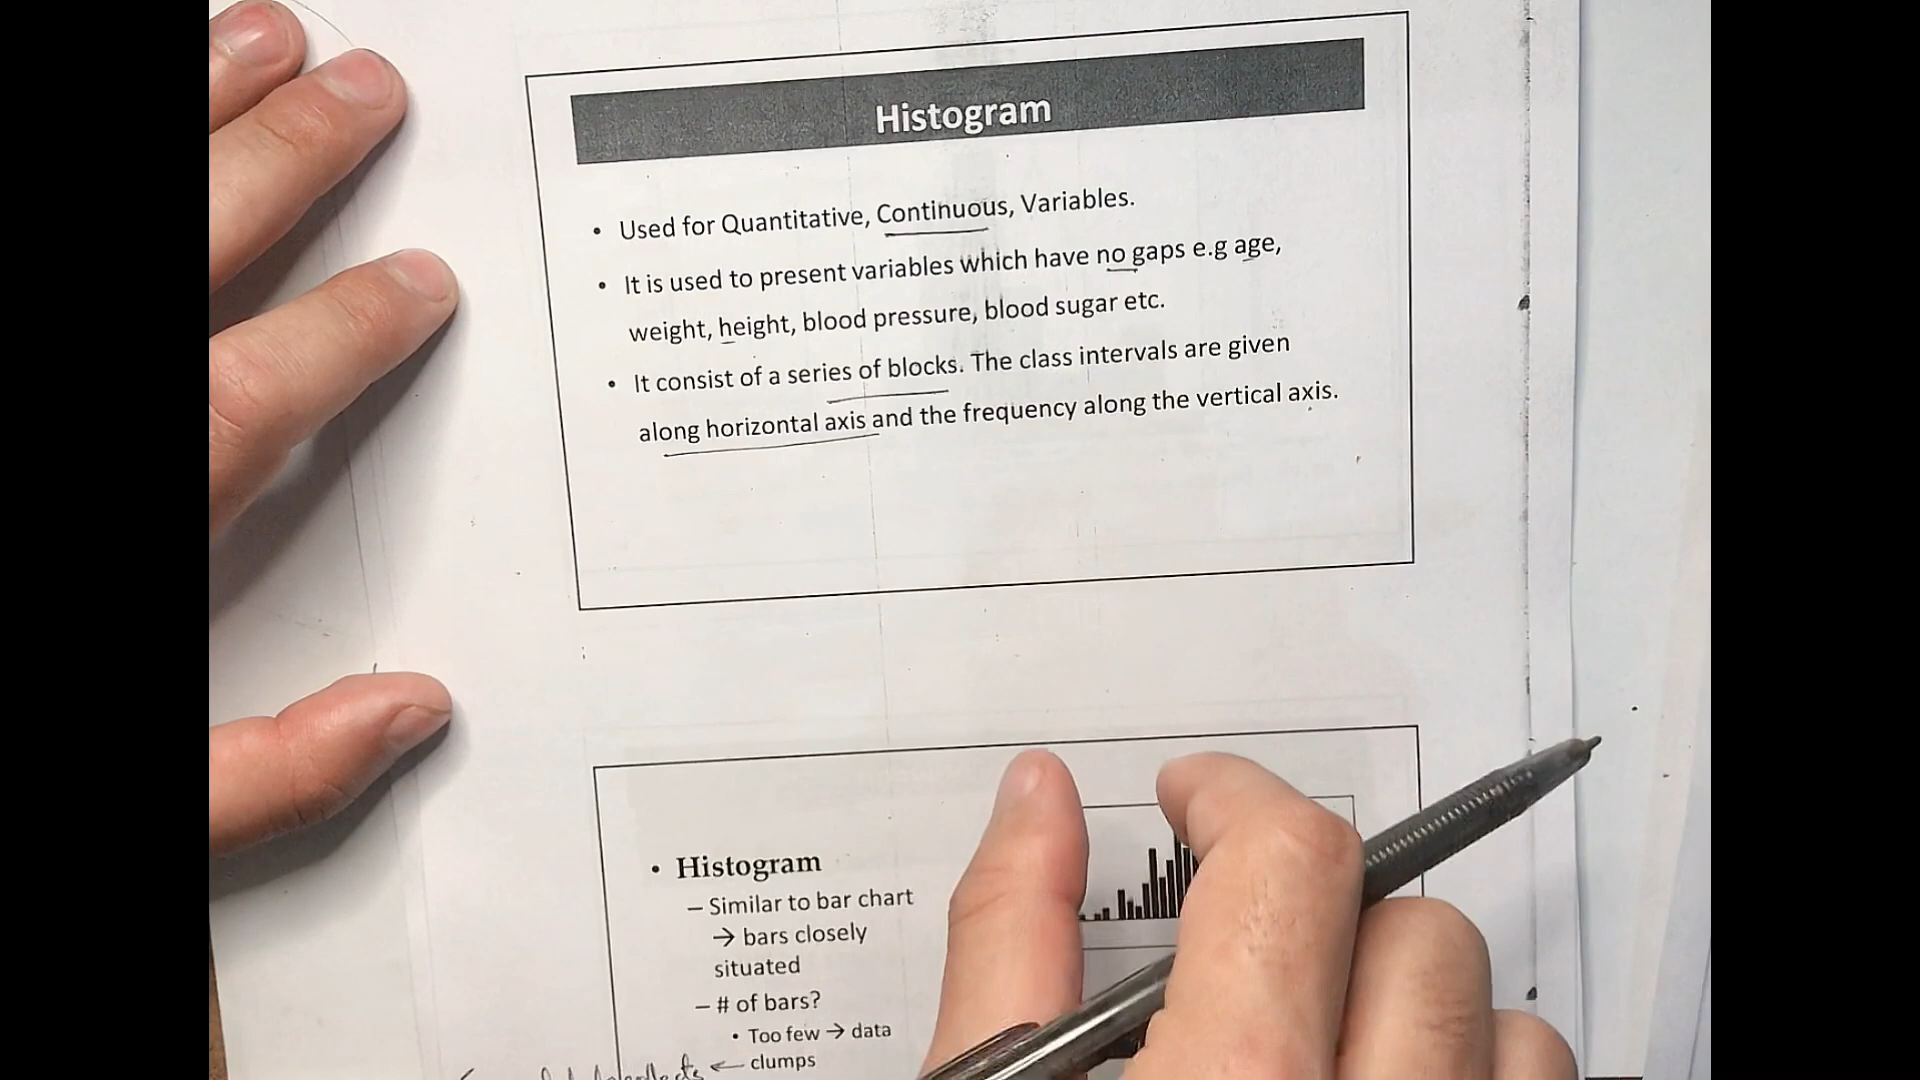 Histogram
• Used for Quantitative, Continuous, Variables.
• It is used to present variables which have no gaps e.g age,
weight, height, blood pressure, blood sugar etc.
• It consist of a series of blocks. The class intervals are given
along horizontal axis and the frequency along the vertical axis.
• Histogram
– Similar to bar chart
→ bars closely
situated
– # of bars?
• Too few → data
clumps